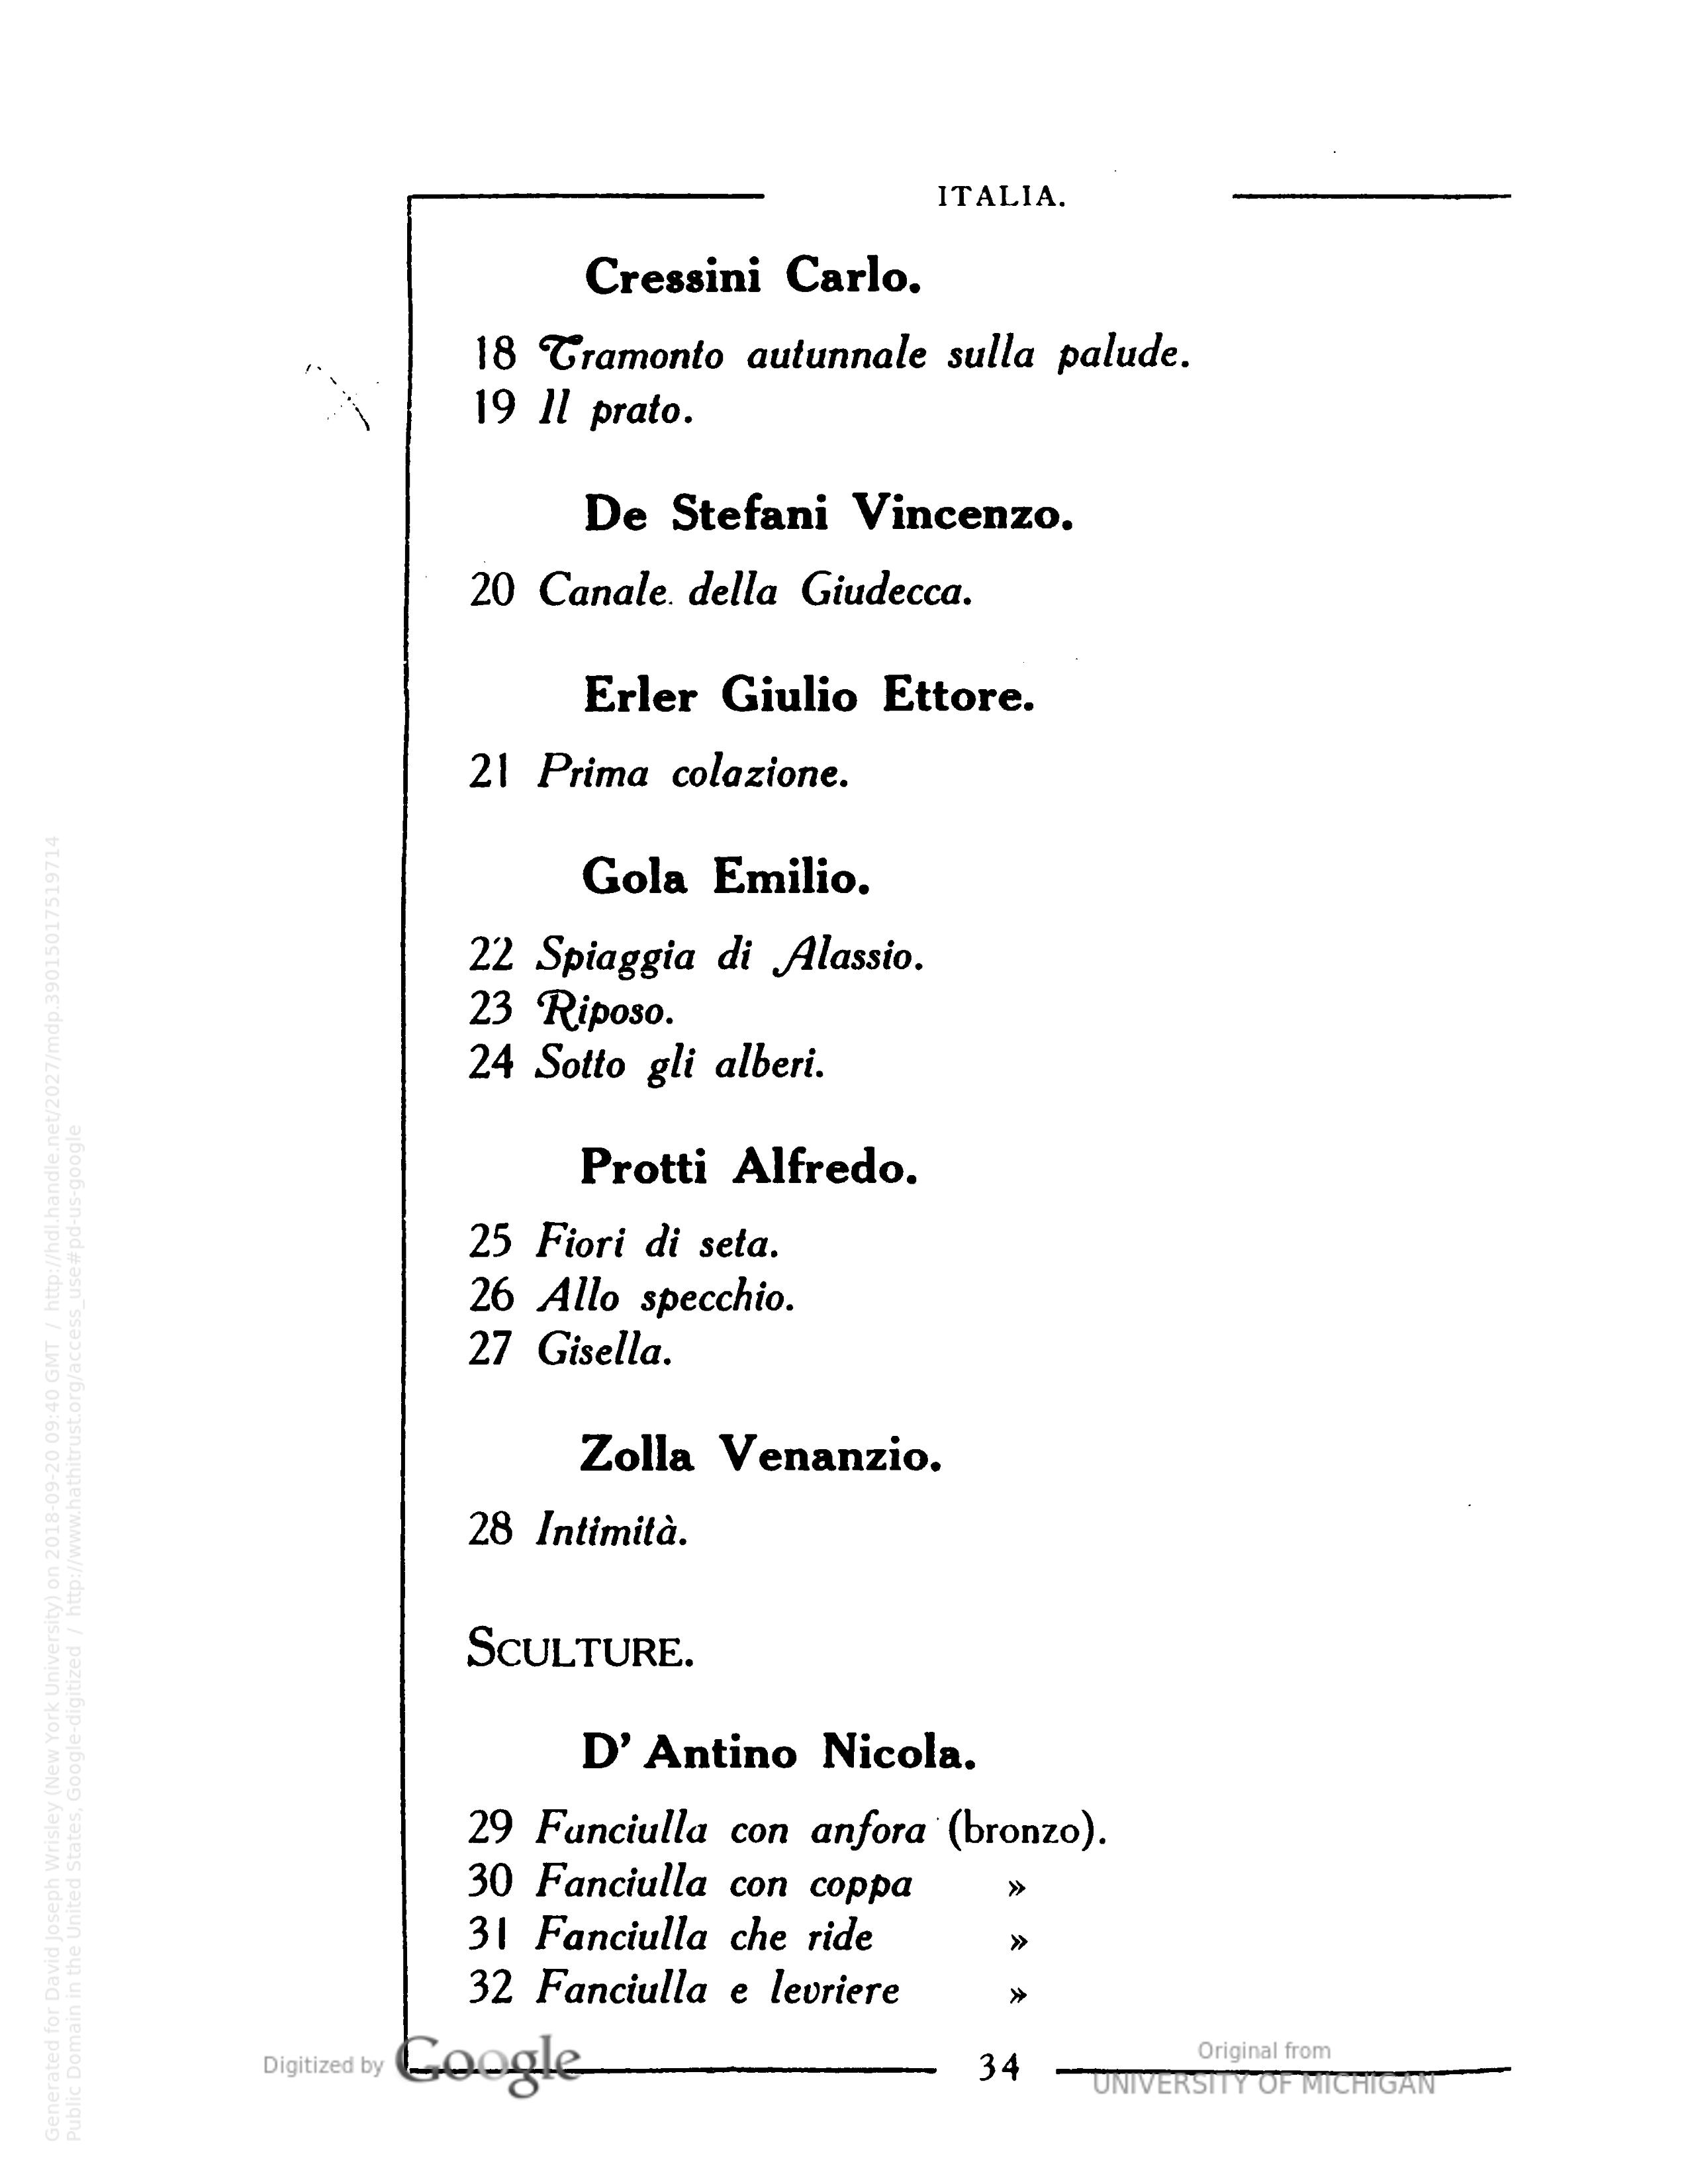 ITALIA.
Cressini Carlo.
18 Tramonto autunnale sulla palude.
19 Il prato.
De Stefani Vincenzo.
20 Canale della Giudecca.
Erler Giulio Ettore.
21 Prima colazione.
Gola Emilio.
22 Spiaggia di Alassio.
23 Riposo.
24 Sotto gli alberi.
Protti Alfredo.
25 Fiori di seta.
26 Allo specchio.
27 Gisella.
Zolla Venanzio.
28 Intimità.
SCULTURE.
D' Antino Nicola.
29 Fanciulla con anfora (bronzo).
30 Fanciulla con coppa »
31 Fanciulla che ride »
32 Fanciulla e levriere »
34
Digitized by Google
Original from
UNIVERSITY OF MICHIGAN
Generated for David Joseph Wrisley (New York University) on 2018-09-20 09:40 GMT / http://hdl.handle.net/2027/mdp.39015017519714
Public Domain in the United States, Google-digitized / http://www.hathitrust.org/access_use#pd-us-google